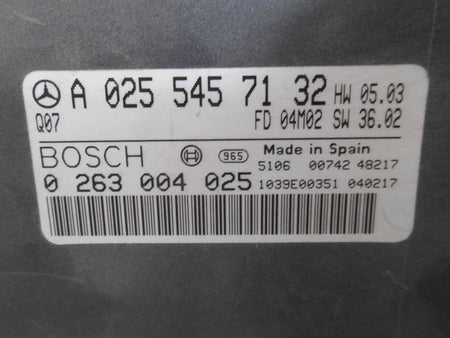 A 025 545 71 32 HW 05.03
Q07 FD 04M02 SW 36.02
BOSCH 965 Made in Spain
5106 00742 48217
0 263 004 025 1039E00351 040217